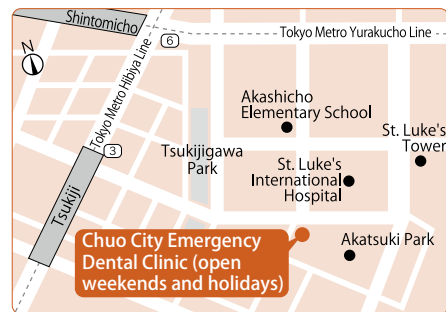 Shintomicho
N
6
Tokyo Metro Yurakucho Line
Tokyo Metro Hibiya Line
3
Tsukiji
Akashicho
Elementary School
Tsukijigawa
Park
St. Luke's
Tower
St. Luke's
International
Hospital
Chuo City Emergency
Dental Clinic (open
weekends and holidays)
Akatsuki Park